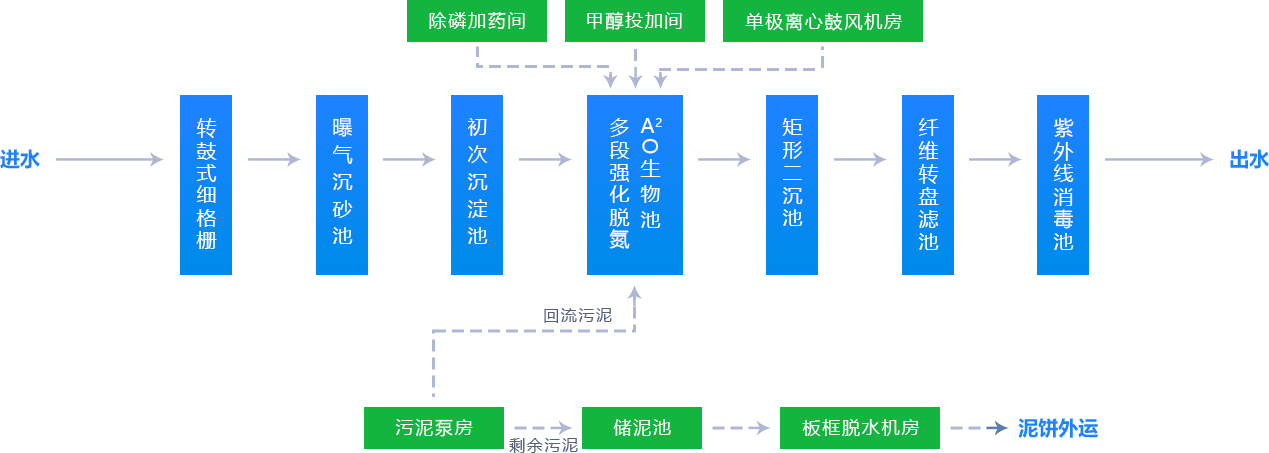 除磷加药间
甲醇投加间
单极离心鼓风机房
进水
转鼓式细格栅
曝气沉砂池
初次沉淀池
多段强化脱氮
A²O生物池
矩形二沉池
纤维转盘滤池
紫外线消毒池
出水
回流污泥
污泥泵房
剩余污泥
储泥池
板框脱水机房
泥饼外运